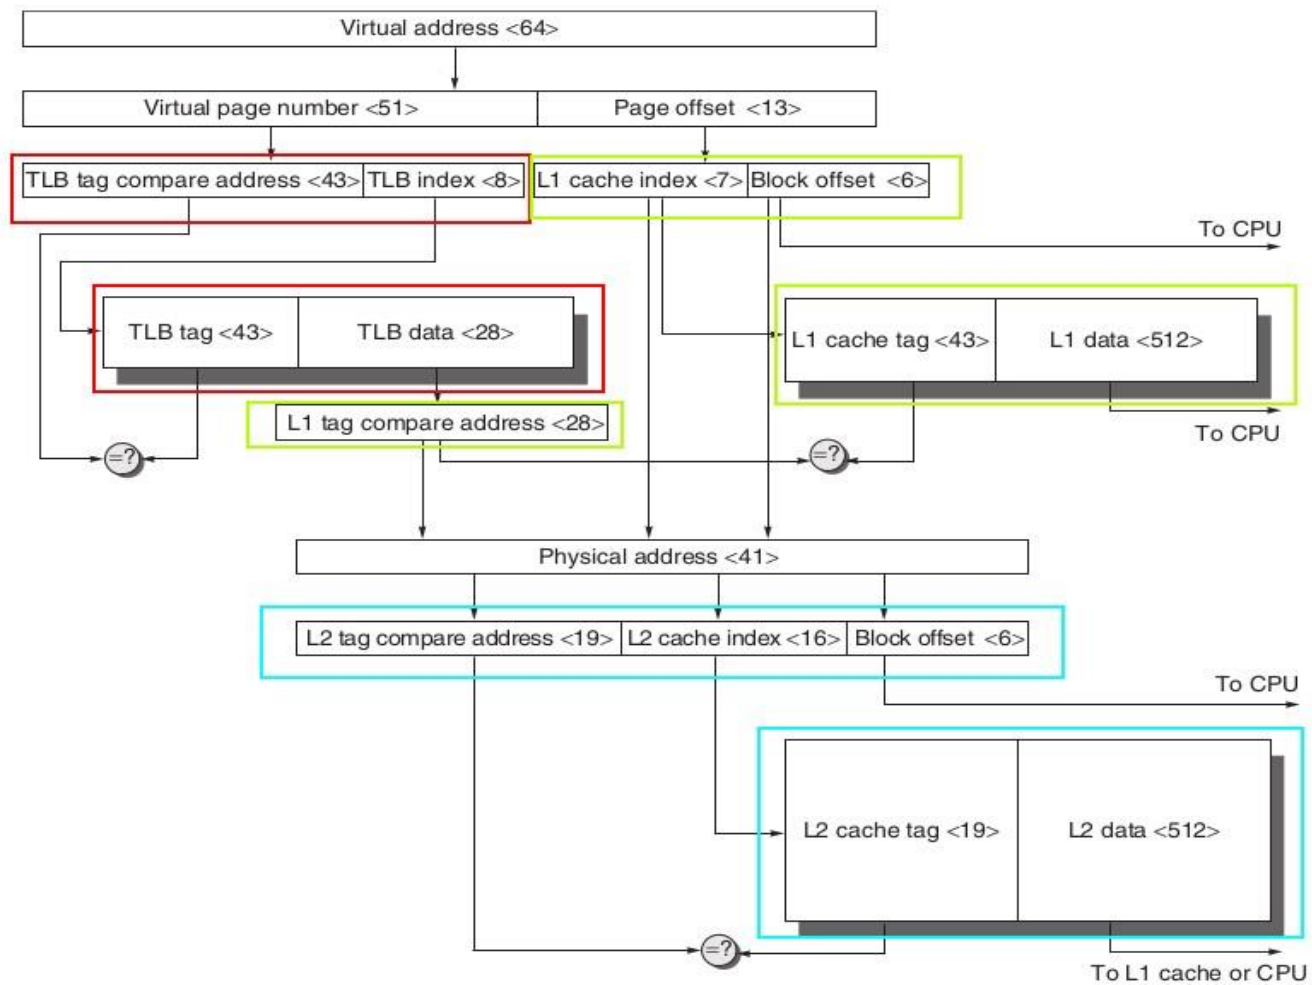 Virtual address <64>
Virtual page number <51>
Page offset <13>
TLB tag compare address <43>
TLB index <8>
L1 cache index <7>
Block offset <6>
To CPU
TLB tag <43>
TLB data <28>
L1 cache tag <43>
L1 data <512>
L1 tag compare address <28>
To CPU
=?
=?
Physical address <41>
L2 tag compare address <19>
L2 cache index <16>
Block offset <6>
To CPU
L2 cache tag <19>
L2 data <512>
=?
To L1 cache or CPU